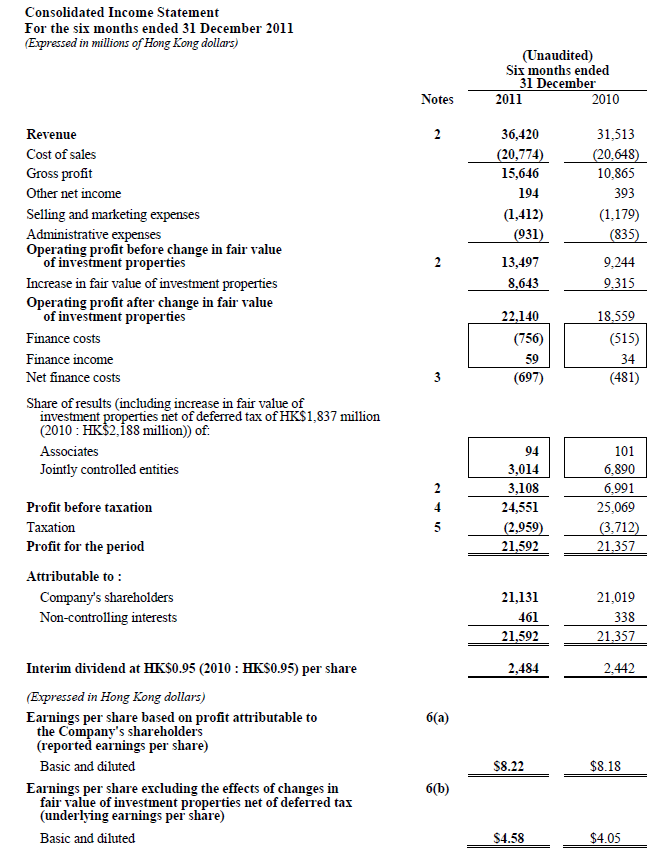 Consolidated Income Statement
For the six months ended 31 December 2011
(Expressed in millions of Hong Kong dollars)
(Unaudited)
Six months ended
31 December
Notes 2011 2010
Revenue 2 36,420 31,513
Cost of sales (20,774) (20,648)
Gross profit 15,646 10,865
Other net income 194 393
Selling and marketing expenses (1,412) (1,179)
Administrative expenses (931) (835)
Operating profit before change in fair value
of investment properties 2 13,497 9,244
Increase in fair value of investment properties 8,643 9,315
Operating profit after change in fair value
of investment properties 22,140 18,559
Finance costs (756) (515)
Finance income 59 34
Net finance costs 3 (697) (481)
Share of results (including increase in fair value of
investment properties net of deferred tax of HK$1,837 million
(2010 : HK$2,188 million)) of:
Associates 94 101
Jointly controlled entities 3,014 6,890
2 3,108 6,991
Profit before taxation 4 24,551 25,069
Taxation 5 (2,959) (3,712)
Profit for the period 21,592 21,357
Attributable to :
Company's shareholders 21,131 21,019
Non-controlling interests 461 338
21,592 21,357
Interim dividend at HK$0.95 (2010 : HK$0.95) per share 2,484 2,442
(Expressed in Hong Kong dollars)
Earnings per share based on profit attributable to 6(a)
the Company's shareholders
(reported earnings per share)
Basic and diluted $8.22 $8.18
Earnings per share excluding the effects of changes in 6(b)
fair value of investment properties net of deferred tax
(underlying earnings per share)
Basic and diluted $4.58 $4.05